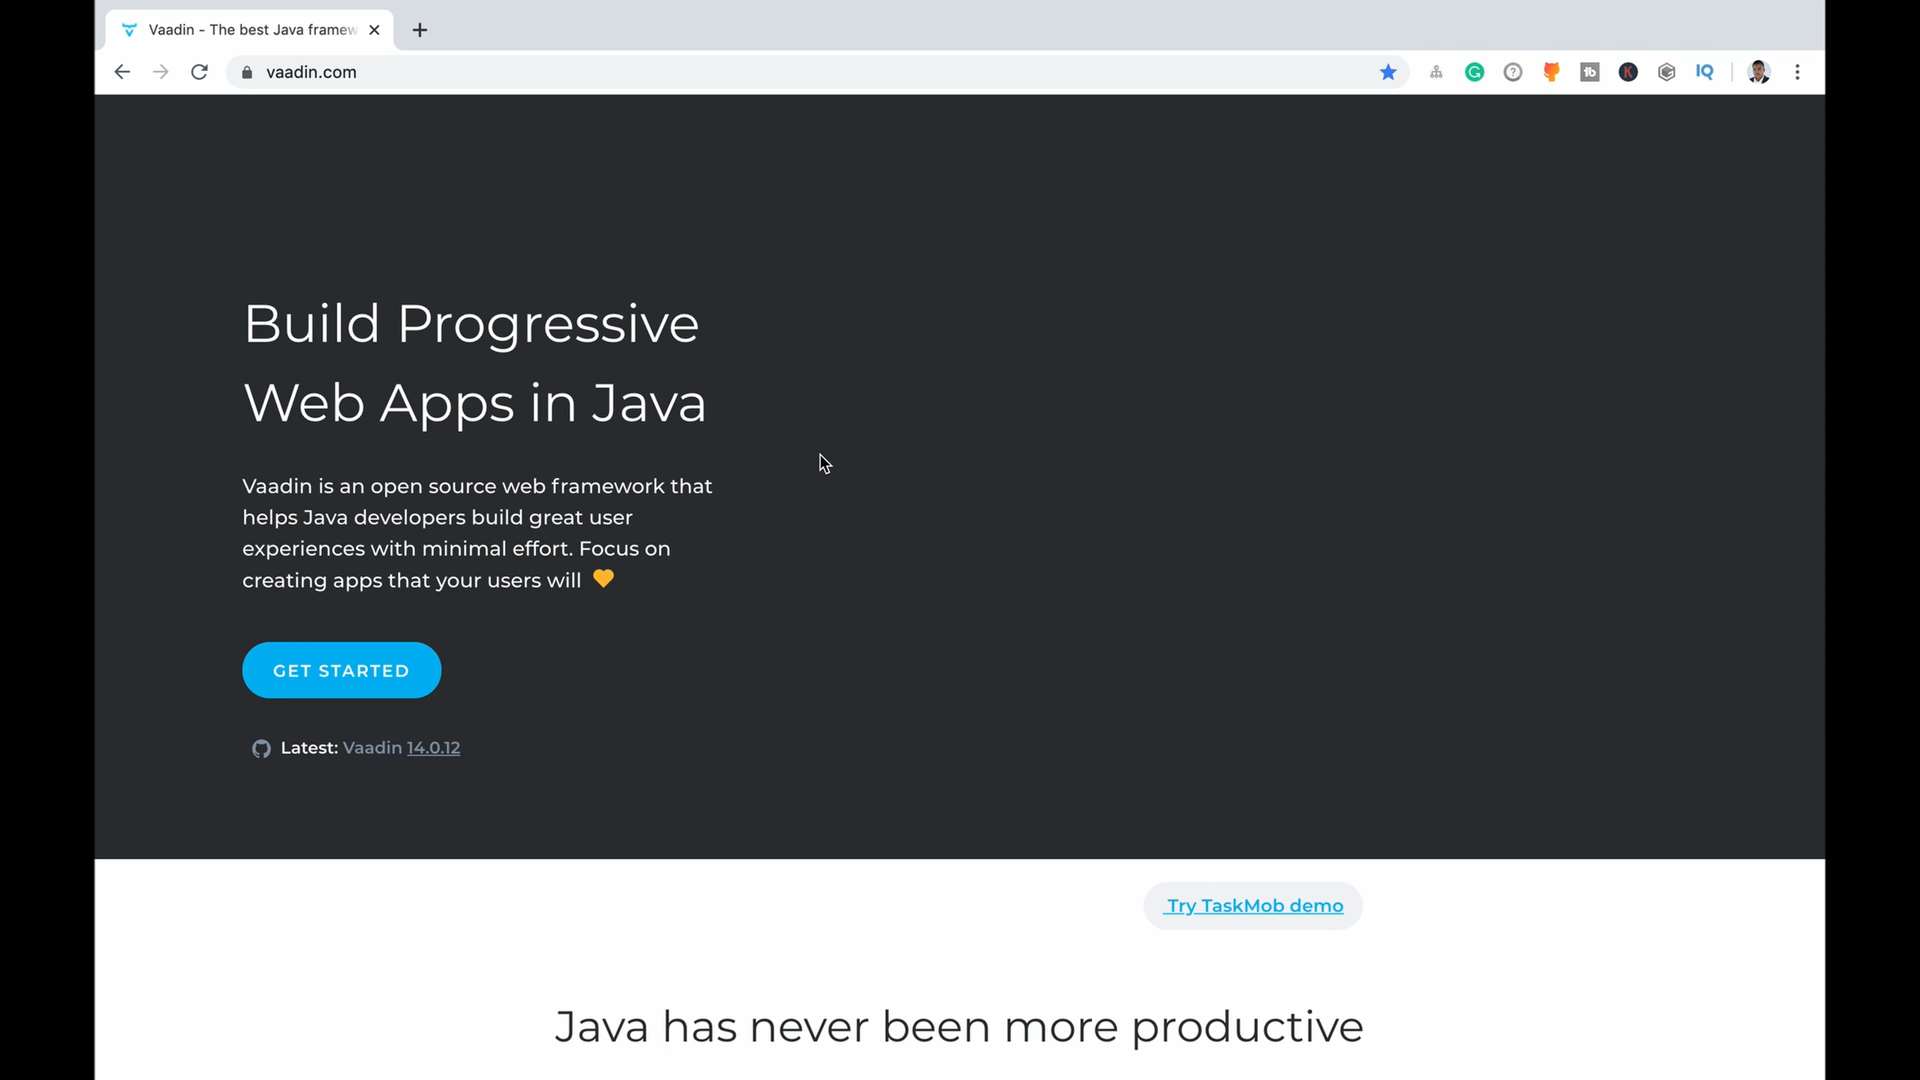 Vaadin - The best Java framew
vaadin.com
tb
K
IQ
Build Progressive
Web Apps in Java
Vaadin is an open source web framework that
helps Java developers build great user
experiences with minimal effort. Focus on
creating apps that your users will
GET STARTED
Latest: Vaadin 14.0.12
Try TaskMob demo
Java has never been more productive